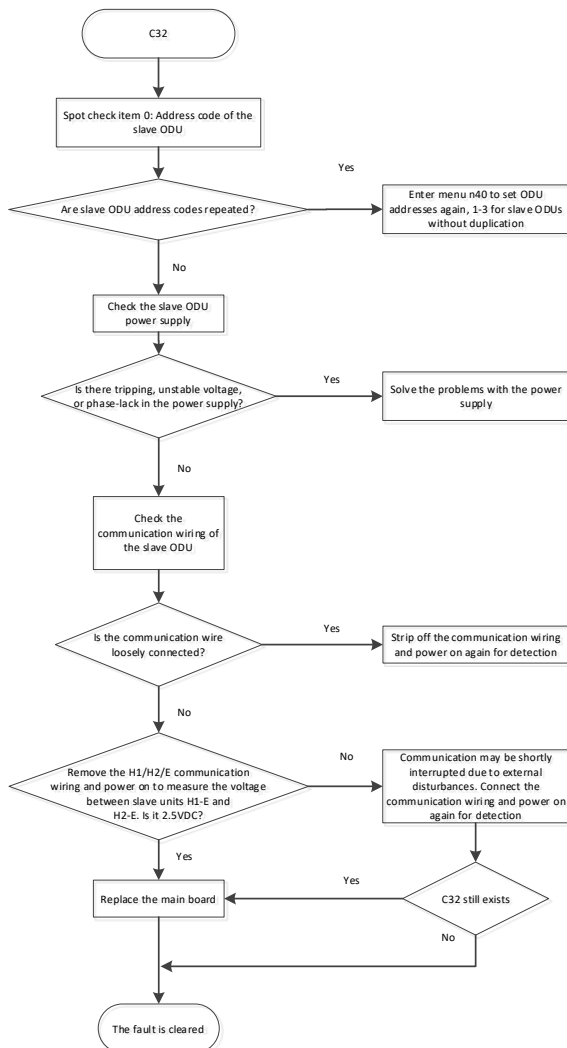 C32
Spot check item 0: Address code of the
slave ODU
Yes
Are slave ODU address codes repeated?
Enter menu n40 to set ODU
addresses again, 1-3 for slave ODUs
without duplication
No
Check the slave ODU
power supply
Is there tripping, unstable voltage,
or phase-lack in the power supply?
Yes
Solve the problems with the power
supply
No
Check the
communication wiring of
the slave ODU
Is the communication wire
loosely connected?
Yes
Strip off the communication wiring
and power on again for detection
No
Remove the H1/H2/E communication
wiring and power on to measure the voltage
between slave units H1-E and
H2-E. Is it 2.5VDC?
No
Communication may be shortly
interrupted due to external
disturbances. Connect the
communication wiring and power on
again for detection
Yes
Replace the main board
Yes
C32 still exists
No
The fault is cleared